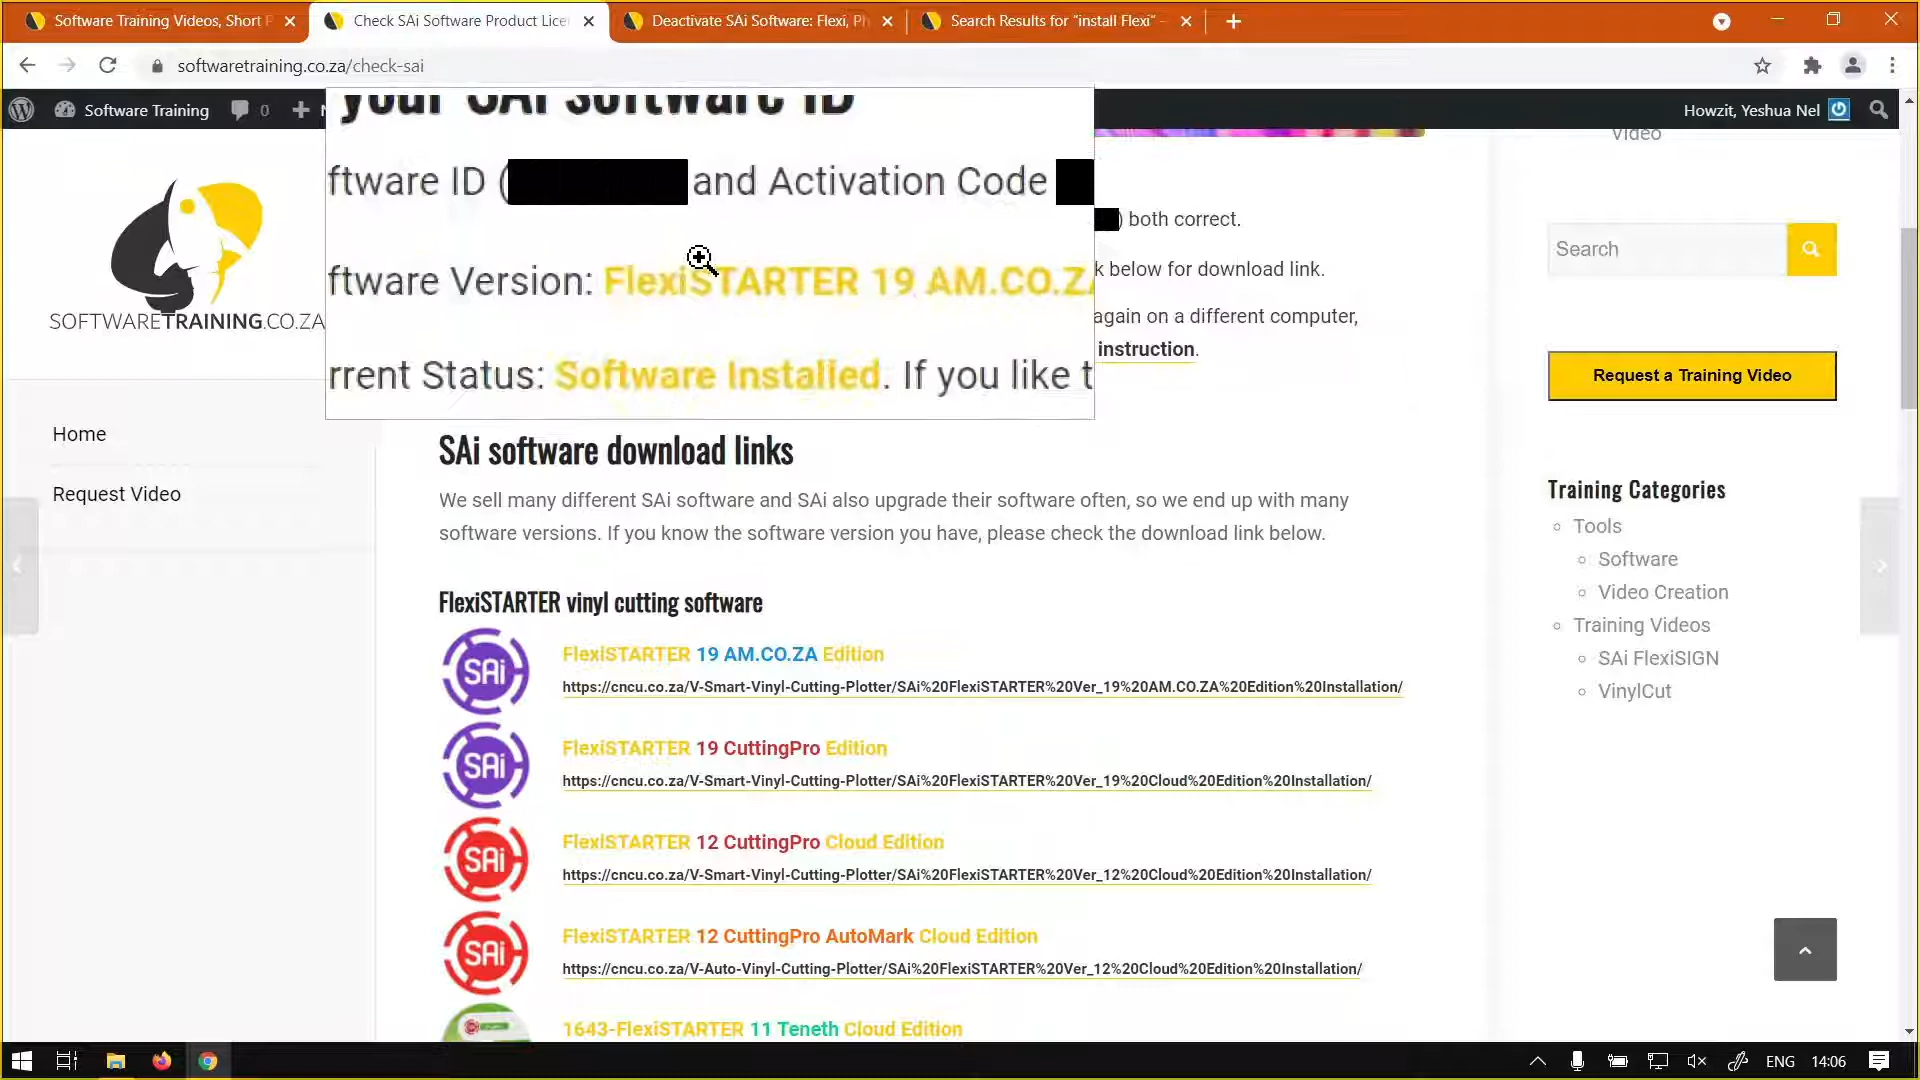 Software Training Videos, Short F
Check SAi Software Product Lice
Deactivate SAi Software: Flexi, Ph
Search Results for "install Flexi" -
softwaretraining.co.za/check-sai
Software Training
0
Howzit, Yeshua Nel
your SAi software ID
ftware ID (
and Activation Code
ftware Version: FlexiSTARTER 19 AM.CO.ZA
rrent Status: Software Installed. If you like t
) both correct.
k below for download link.
again on a different computer,
instruction.
SOFTWARETRAINING.CO.ZA
Home
Request Video
SAi software download links
We sell many different SAi software and SAi also upgrade their software often, so we end up with many
software versions. If you know the software version you have, please check the download link below.
FlexiSTARTER vinyl cutting software
SAi
FlexiSTARTER 19 AM.CO.ZA Edition
https://cncu.co.za/V-Smart-Vinyl-Cutting-Plotter/SAi%20FlexiSTARTER%20Ver_19%20AM.CO.ZA%20Edition%20Installation/
SAi
FlexiSTARTER 19 CuttingPro Edition
https://cncu.co.za/V-Smart-Vinyl-Cutting-Plotter/SAi%20FlexiSTARTER%20Ver_19%20Cloud%20Edition%20Installation/
SAi
FlexiSTARTER 12 CuttingPro Cloud Edition
https://cncu.co.za/V-Smart-Vinyl-Cutting-Plotter/SAi%20FlexiSTARTER%20Ver_12%20Cloud%20Edition%20Installation/
SAi
FlexiSTARTER 12 CuttingPro AutoMark Cloud Edition
https://cncu.co.za/V-Auto-Vinyl-Cutting-Plotter/SAi%20FlexiSTARTER%20Ver_12%20Cloud%20Edition%20Installation/
1643-FlexiSTARTER 11 Teneth Cloud Edition
Video
Search
Request a Training Video
Training Categories
Tools
Software
Video Creation
Training Videos
SAi FlexiSIGN
VinylCut
ENG
14:06